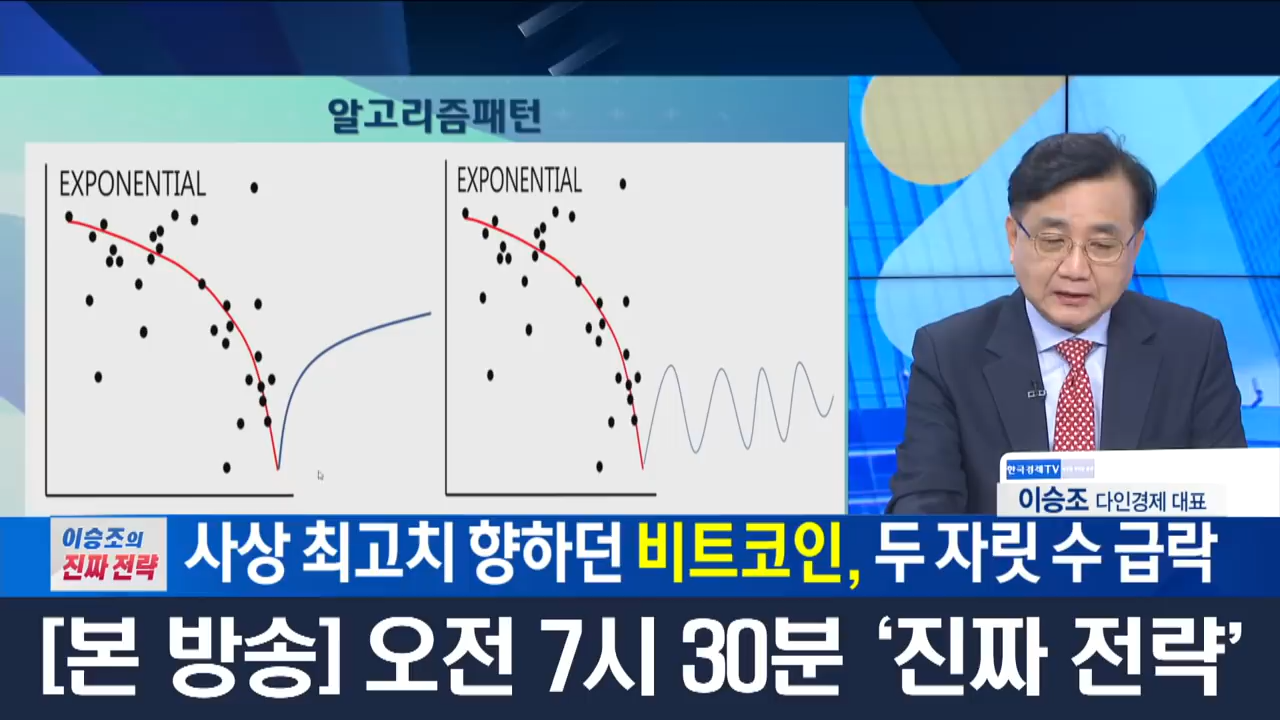 알고리즘패턴
EXPONENTIAL
EXPONENTIAL
한국경제TV
이승조 다인경제 대표
이승조의
진짜 전략
사상 최고치 향하던 비트코인, 두 자릿 수 급락
[본 방송] 오전 7시 30분 ‘진짜 전략’